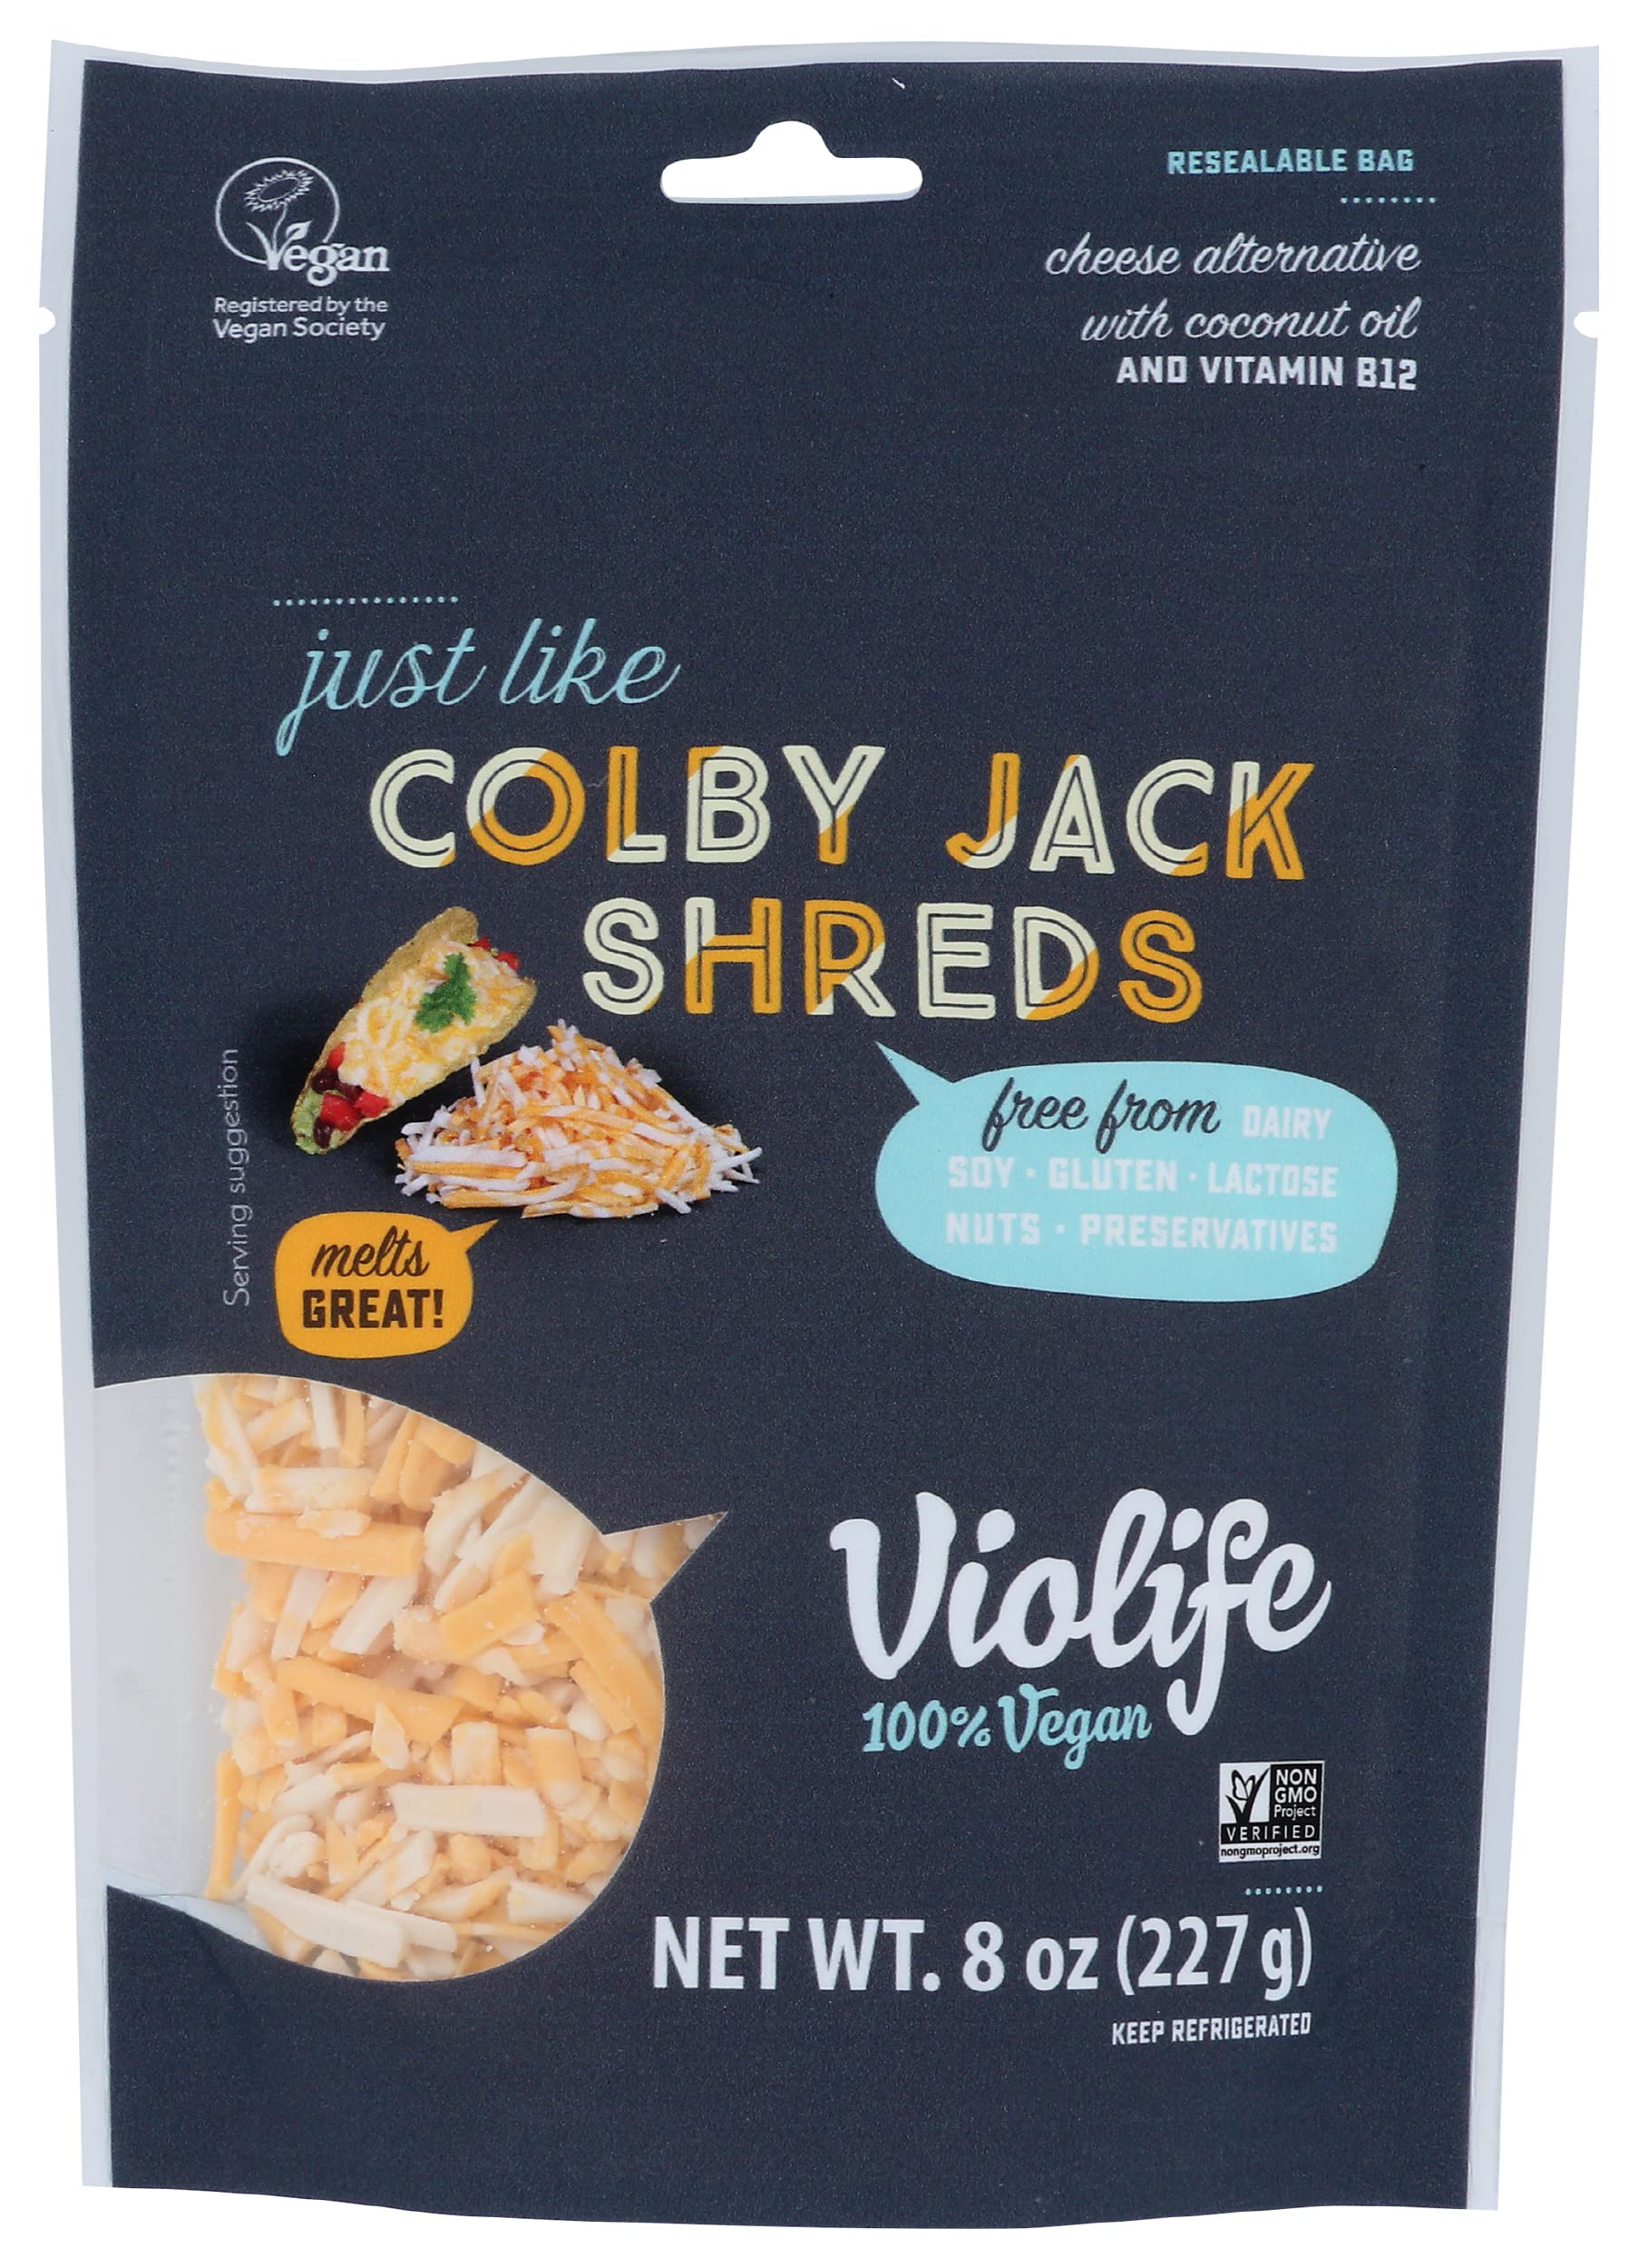 Vegan
Registered by the
Vegan Society
RESEALABLE BAG
cheese alternative
with coconut oil
AND VITAMIN B12
just like
COLBY JACK
SHREDS
Serving suggestion
free from DAIRY
SOY · GLUTEN · LACTOSE
NUTS · PRESERVATIVES
melts
GREAT!
Violife
100% Vegan
NON
GMO
Project
VERIFIED
nongmoproject.org
NET WT. 8 oz (227 g)
KEEP REFRIGERATED